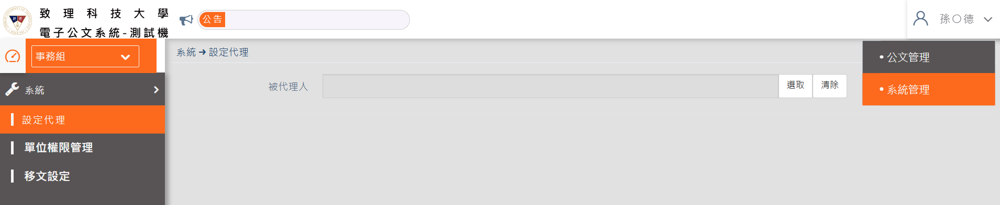 致理科技大學
電子公文系統-測試機
公告
孫〇德
事務組
系統
設定代理
單位權限管理
移文設定
系統➔設定代理
被代理人
選取
清除
•公文管理
•系統管理